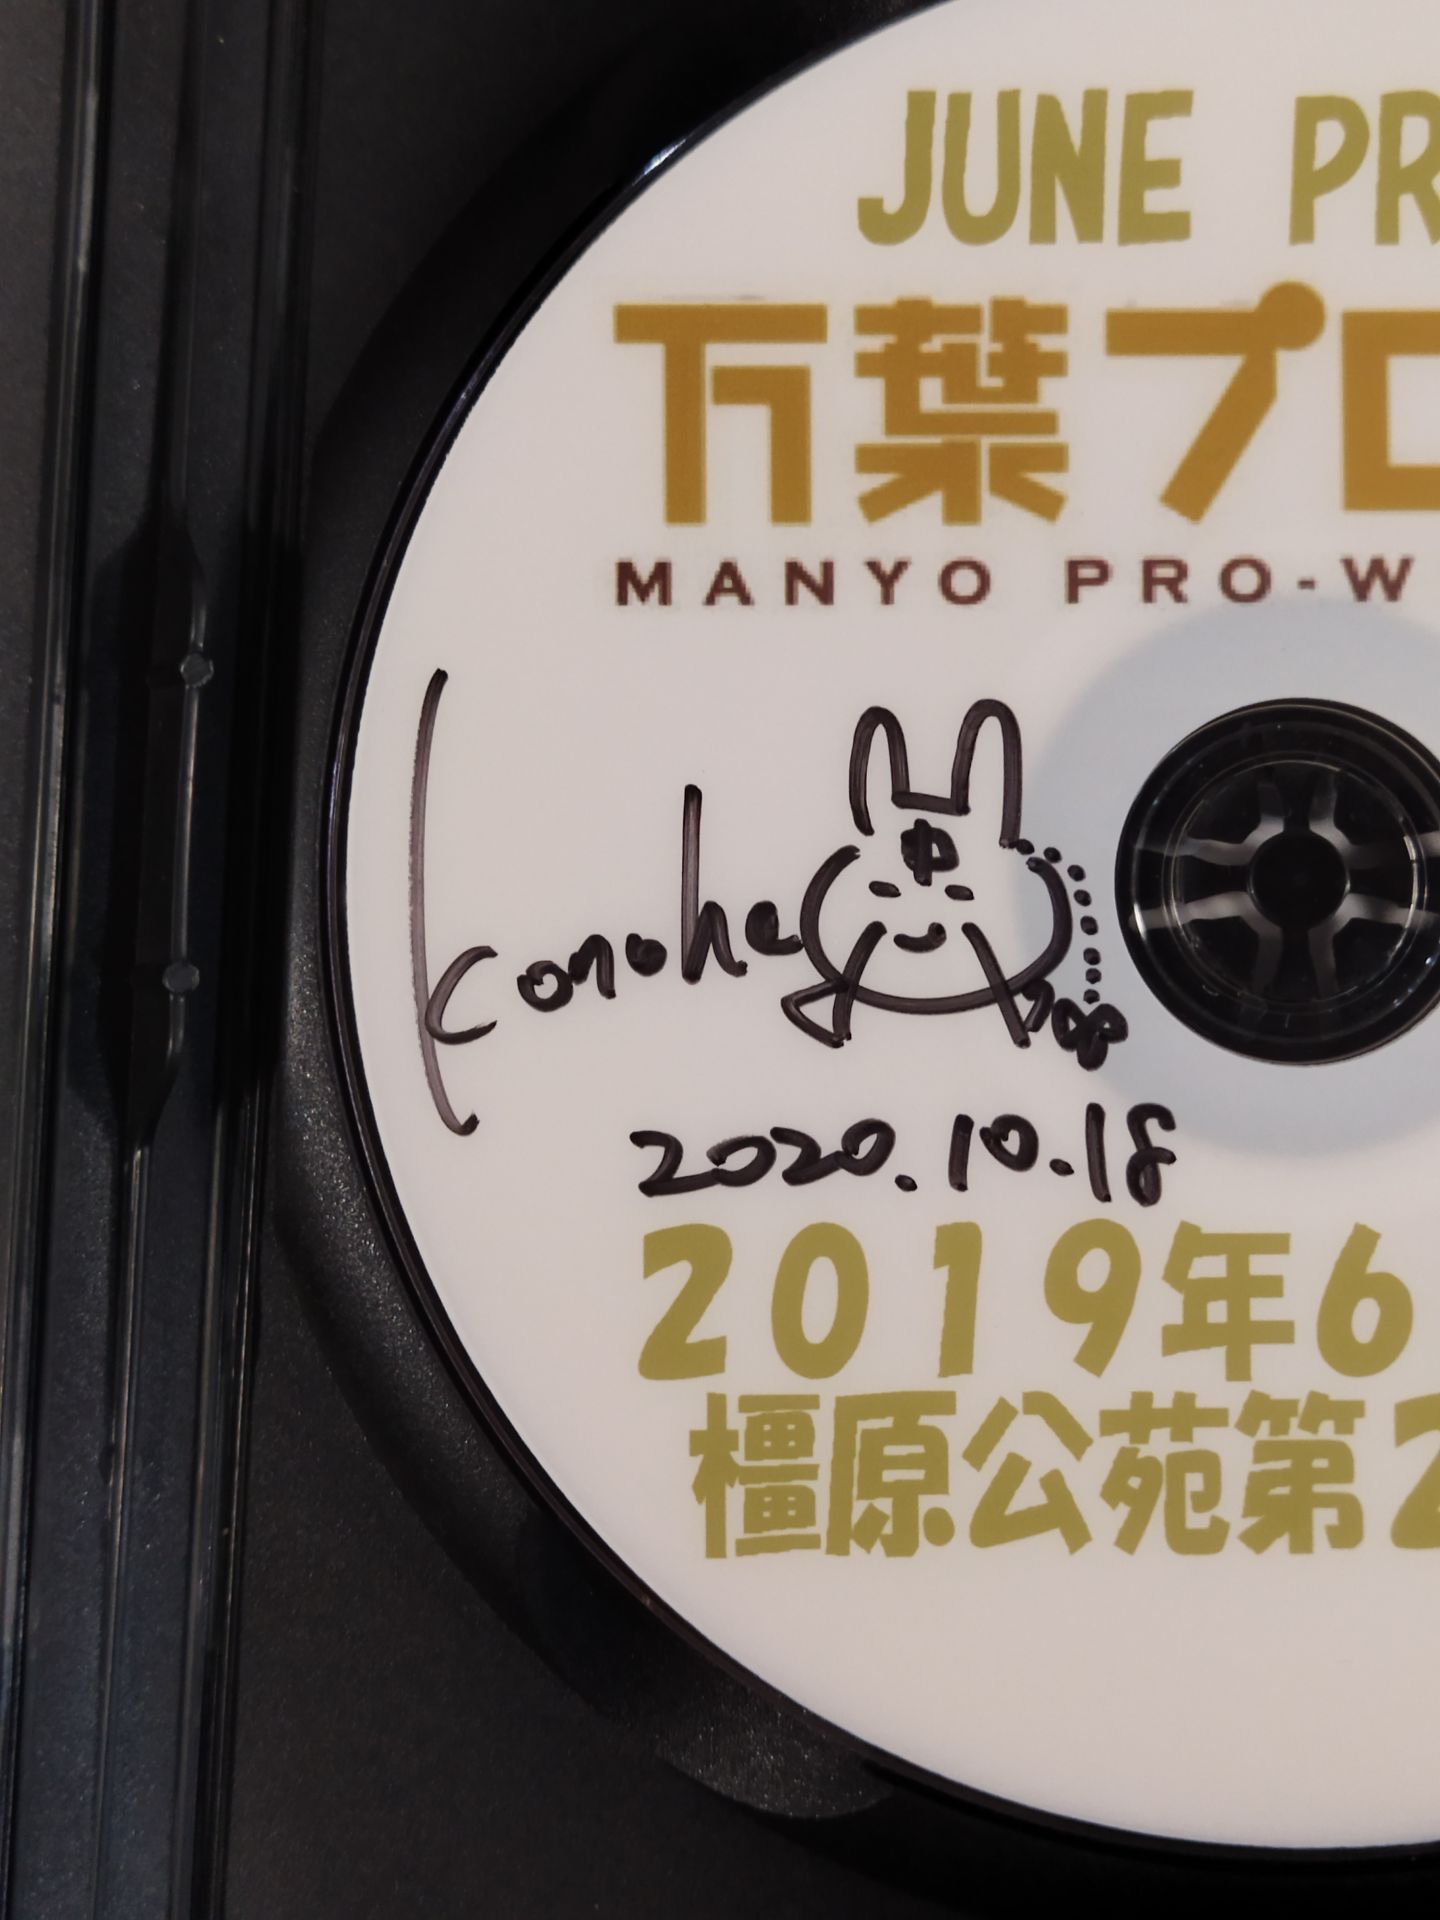 JUNE PR
万葉プロ
MANYO PRO-W
Konoha
中
2020.10.18
2019年6
橿原公苑第2